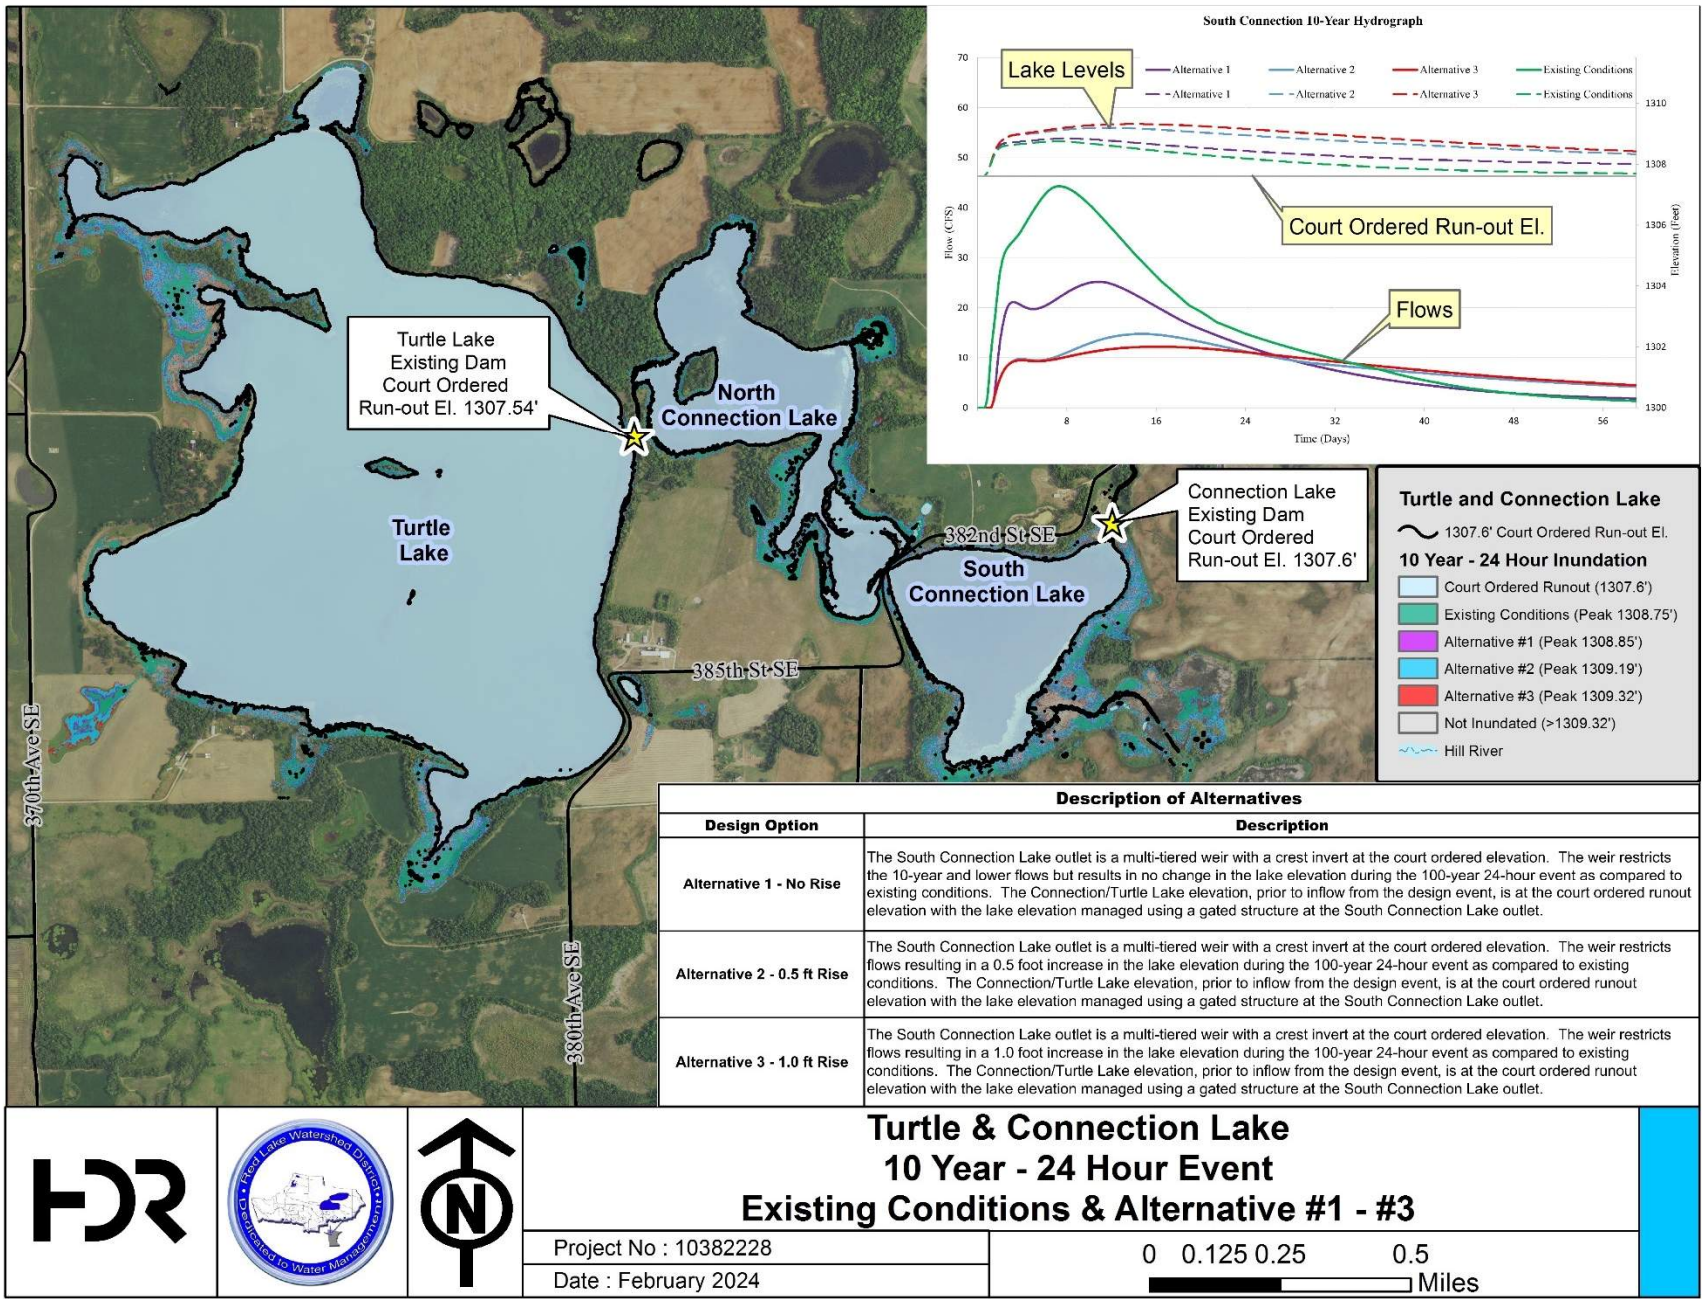 South Connection 10-Year Hydrograph
Lake Levels
Alternative 1
Alternative 2
Alternative 3
Existing Conditions
Alternative 1
Alternative 2
Alternative 3
Existing Conditions
70
60
50
40
30
20
10
0
Flow (CFS)
1310
1308
1306
1304
1302
1300
Elevation (Feet)
8 16 24 32 40 48 56
Time (Days)
Court Ordered Run-out El.
Flows
Turtle Lake
Existing Dam
Court Ordered
Run-out El. 1307.54'
North
Connection Lake
Turtle
Lake
382nd St SE
South
Connection Lake
Connection Lake
Existing Dam
Court Ordered
Run-out El. 1307.6'
385th St SE
370th Ave SE
380th Ave SE
Turtle and Connection Lake
1307.6' Court Ordered Run-out El.
10 Year - 24 Hour Inundation
Court Ordered Runout (1307.6')
Existing Conditions (Peak 1308.75')
Alternative #1 (Peak 1308.85')
Alternative #2 (Peak 1309.19')
Alternative #3 (Peak 1309.32')
Not Inundated (>1309.32')
Hill River
Description of Alternatives
Design Option Description
Alternative 1 - No Rise
The South Connection Lake outlet is a multi-tiered weir with a crest invert at the court ordered elevation. The weir restricts
the 10-year and lower flows but results in no change in the lake elevation during the 100-year 24-hour event as compared to
existing conditions. The Connection/Turtle Lake elevation, prior to inflow from the design event, is at the court ordered runout
elevation with the lake elevation managed using a gated structure at the South Connection Lake outlet.
Alternative 2 - 0.5 ft Rise
The South Connection Lake outlet is a multi-tiered weir with a crest invert at the court ordered elevation. The weir restricts
flows resulting in a 0.5 foot increase in the lake elevation during the 100-year 24-hour event as compared to existing
conditions. The Connection/Turtle Lake elevation, prior to inflow from the design event, is at the court ordered runout
elevation with the lake elevation managed using a gated structure at the South Connection Lake outlet.
Alternative 3 - 1.0 ft Rise
The South Connection Lake outlet is a multi-tiered weir with a crest invert at the court ordered elevation. The weir restricts
flows resulting in a 1.0 foot increase in the lake elevation during the 100-year 24-hour event as compared to existing
conditions. The Connection/Turtle Lake elevation, prior to inflow from the design event, is at the court ordered runout
elevation with the lake elevation managed using a gated structure at the South Connection Lake outlet.
HDR
Red Lake Watershed District
Dedicated to Water Management
N
Turtle & Connection Lake
10 Year - 24 Hour Event
Existing Conditions & Alternative #1 - #3
Project No : 10382228
Date : February 2024
0 0.125 0.25 0.5
Miles